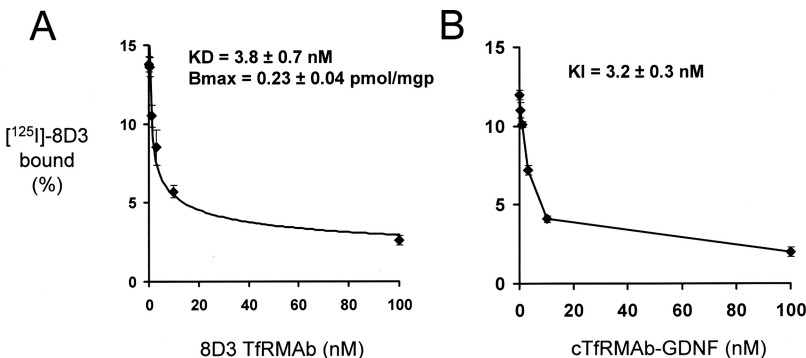 A
B
KD = 3.8 ± 0.7 nM
Bmax = 0.23 ± 0.04 pmol/mgp
KI = 3.2 ± 0.3 nM
[¹²⁵I]-8D3
bound
(%)
15
10
5
0
0 20 40 60 80 100
8D3 TfRMAb (nM)
15
10
5
0
0 20 40 60 80 100
cTfRMAb-GDNF (nM)